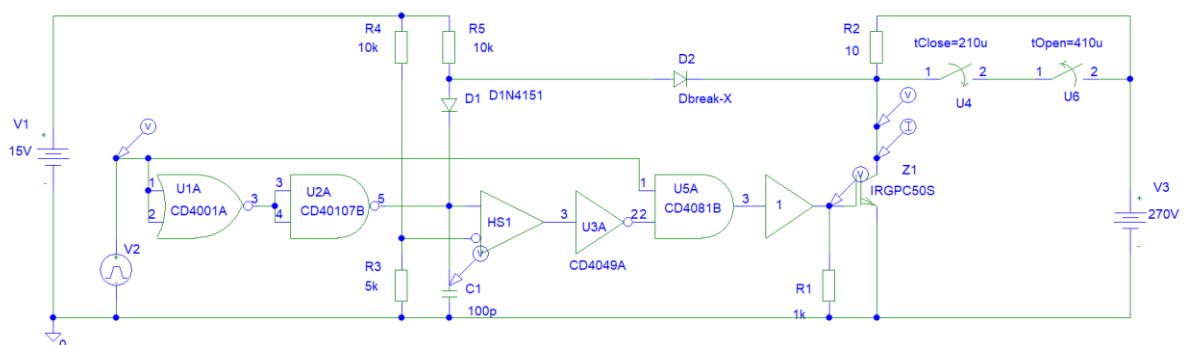 R4
10k
R5
10k
R2
10
tClose=210u
tOpen=410u
D2
1
2
1
2
D1
D1N4151
Dbreak-X
U4
U6
V1
+
15V
-
V
V
I
Z1
IRGPC50S
1
U1A
2
CD4001A
3
3
U2A
4
CD40107B
5
HS1
3
U3A
2
CD4049A
1
U5A
2
CD4081B
3
1
V
V3
+
270V
-
V2
+
-
R3
5k
V
C1
100p
R1
1k
0